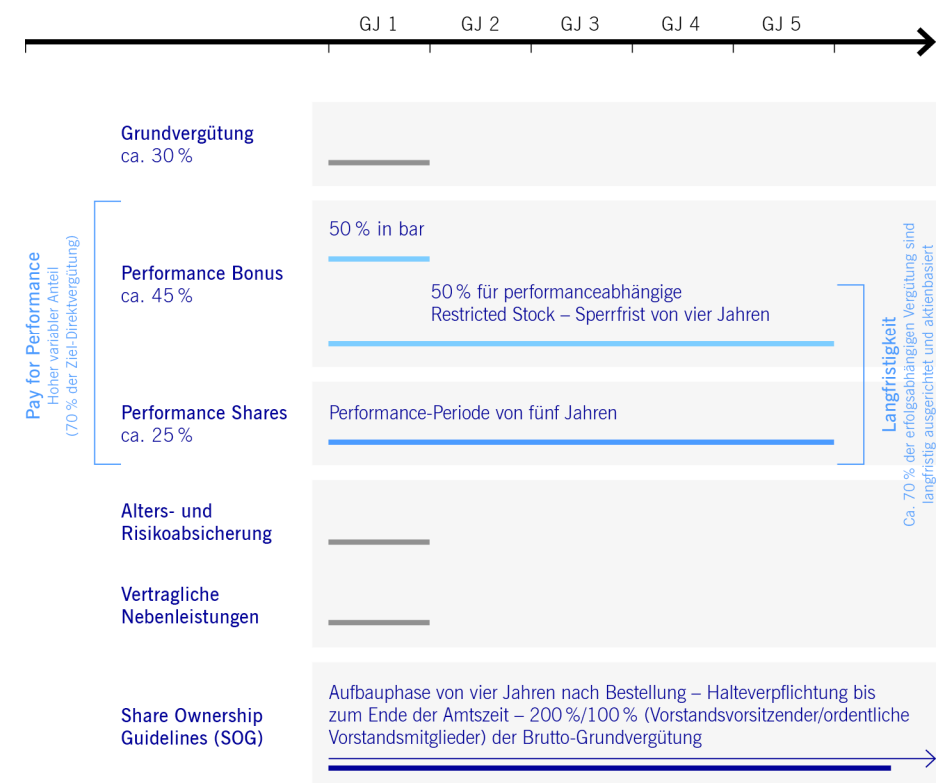 GJ 1 GJ 2 GJ 3 GJ 4 GJ 5
Grundvergütung
ca. 30 %
Pay for Performance
Hoher variabler Anteil
(70 % der Ziel-Direktvergütung)
Performance Bonus
ca. 45 %
50 % in bar
50 % für performanceabhängige
Restricted Stock – Sperrfrist von vier Jahren
Performance Shares
ca. 25 %
Performance-Periode von fünf Jahren
Langfristigkeit
Ca. 70 % der erfolgsabhängigen Vergütung sind
langfristig ausgerichtet und aktienbasiert
Alters- und
Risikoabsicherung
Vertragliche
Nebenleistungen
Share Ownership
Guidelines (SOG)
Aufbauphase von vier Jahren nach Bestellung – Halteverpflichtung bis
zum Ende der Amtszeit – 200 %/100 % (Vorstandsvorsitzender/ordentliche
Vorstandsmitglieder) der Brutto-Grundvergütung